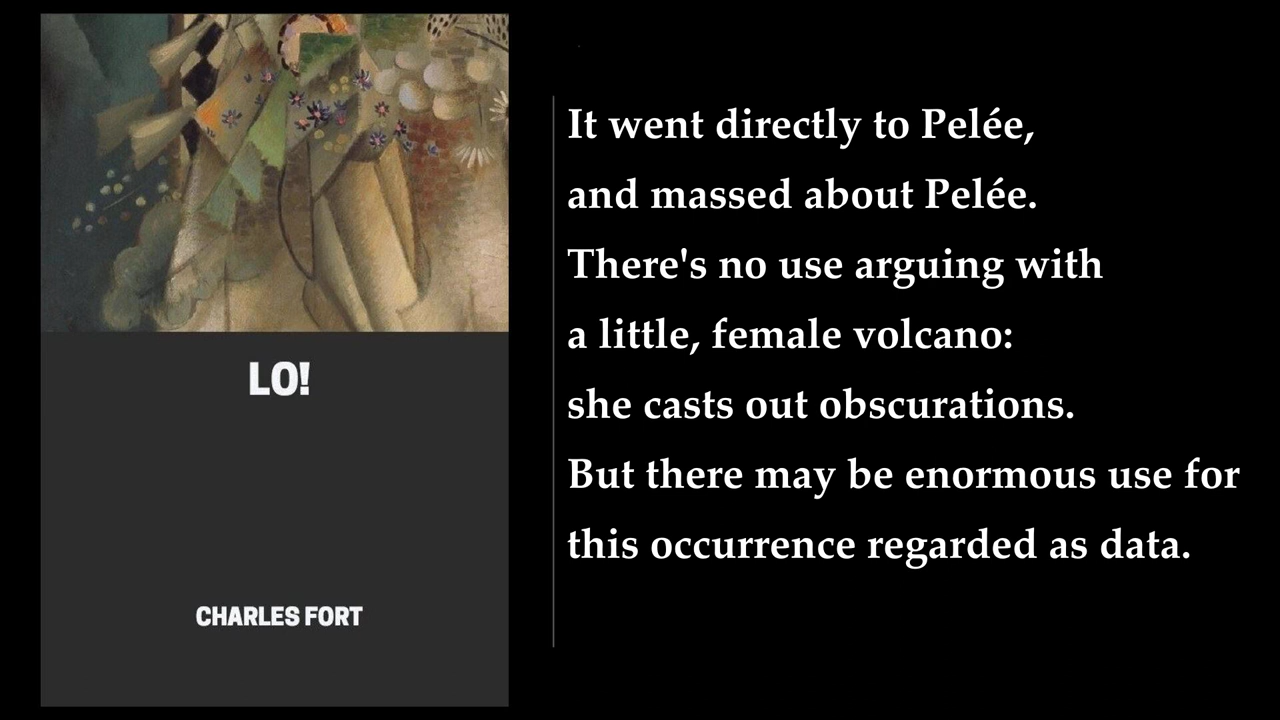 LO!
CHARLES FORT
It went directly to Pelée,
and massed about Pelée.
There's no use arguing with
a little, female volcano:
she casts out obscurations.
But there may be enormous use for
this occurrence regarded as data.